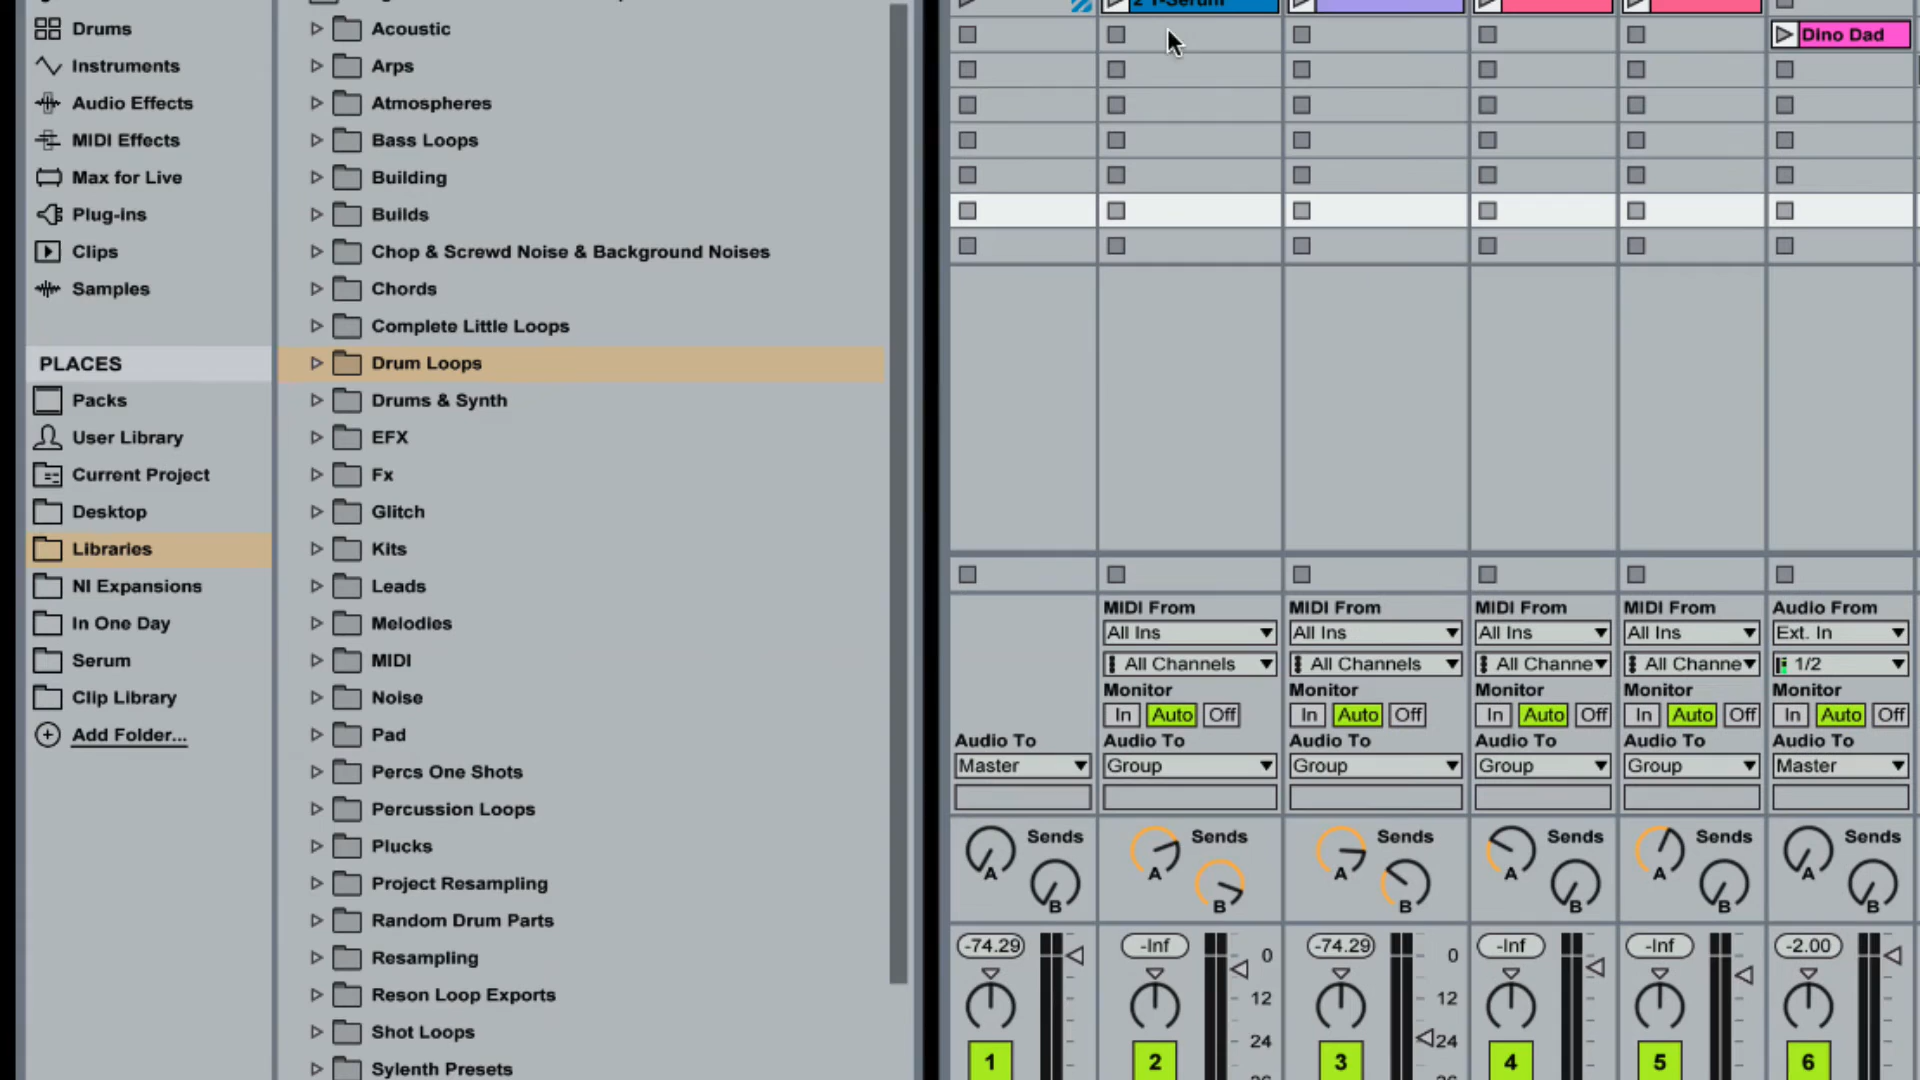 Drums
Instruments
Audio Effects
MIDI Effects
Max for Live
Plug-ins
Clips
Samples
PLACES
Packs
User Library
Current Project
Desktop
Libraries
NI Expansions
In One Day
Serum
Clip Library
Add Folder...
Acoustic
Arps
Atmospheres
Bass Loops
Building
Builds
Chop & Screwd Noise & Background Noises
Chords
Complete Little Loops
Drum Loops
Drums & Synth
EFX
Fx
Glitch
Kits
Leads
Melodies
MIDI
Noise
Pad
Percs One Shots
Percussion Loops
Plucks
Project Resampling
Random Drum Parts
Resampling
Reson Loop Exports
Shot Loops
Sylenth Presets
2 1-Serum
Dino Dad
MIDI From MIDI From MIDI From MIDI From Audio From
All Ins All Ins All Ins All Ins Ext. In
All Channels All Channels All Channe All Channe 1/2
Monitor Monitor Monitor Monitor Monitor
In Auto Off In Auto Off In Auto Off In Auto Off In Auto Off
Audio To Audio To Audio To Audio To Audio To Audio To
Master Group Group Group Group Master
Sends Sends Sends Sends Sends Sends
A A A A A A
B B B B B B
-74.29 -Inf -74.29 -Inf -Inf -2.00
0 0
12 12
24 24
1 2 3 4 5 6